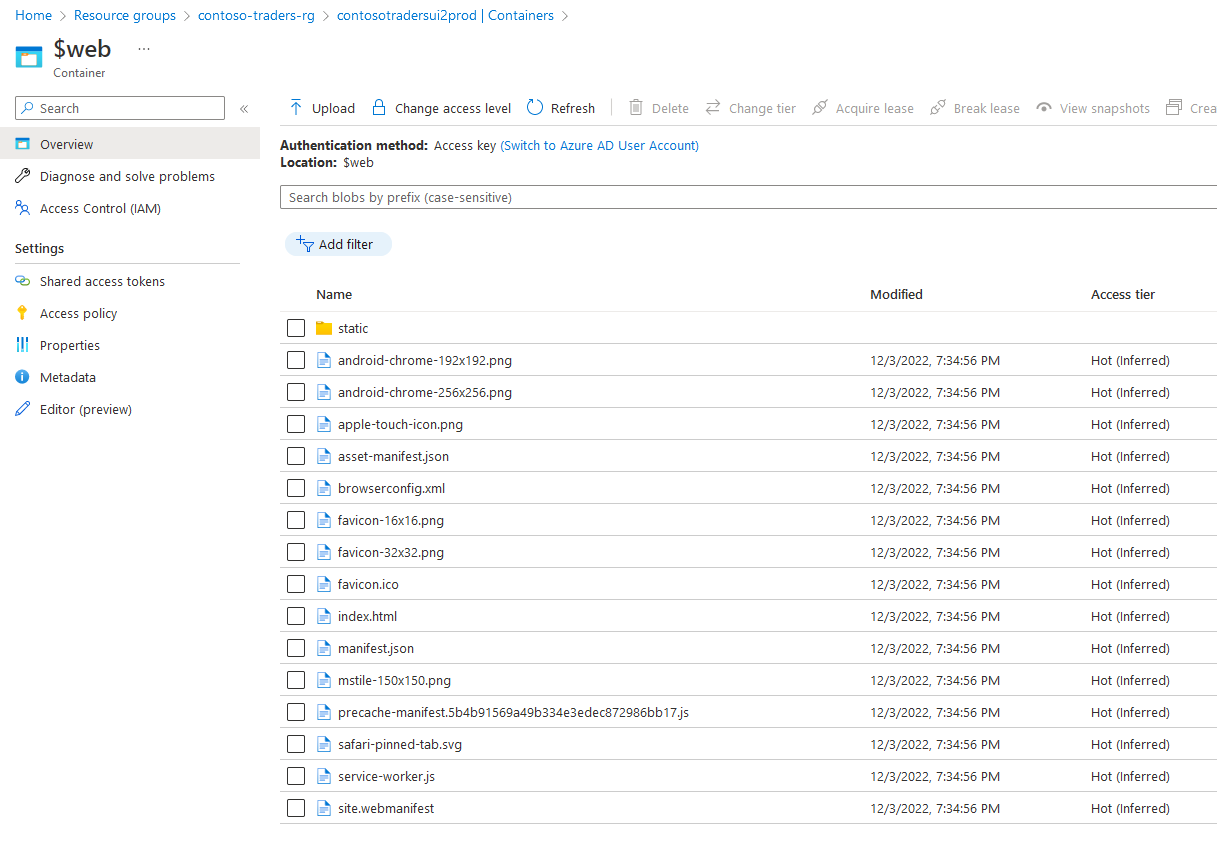 Home > Resource groups > contoso-traders-rg > contosotradersui2prod | Containers >
$web ...
Container
Search «
Overview
Diagnose and solve problems
Access Control (IAM)
Settings
Shared access tokens
Access policy
Properties
Metadata
Editor (preview)
Upload Change access level Refresh Delete Change tier Acquire lease Break lease View snapshots Crea
Authentication method: Access key (Switch to Azure AD User Account)
Location: $web
Search blobs by prefix (case-sensitive)
Add filter
Name Modified Access tier
static
android-chrome-192x192.png 12/3/2022, 7:34:56 PM Hot (Inferred)
android-chrome-256x256.png 12/3/2022, 7:34:56 PM Hot (Inferred)
apple-touch-icon.png 12/3/2022, 7:34:56 PM Hot (Inferred)
asset-manifest.json 12/3/2022, 7:34:56 PM Hot (Inferred)
browserconfig.xml 12/3/2022, 7:34:56 PM Hot (Inferred)
favicon-16x16.png 12/3/2022, 7:34:56 PM Hot (Inferred)
favicon-32x32.png 12/3/2022, 7:34:56 PM Hot (Inferred)
favicon.ico 12/3/2022, 7:34:56 PM Hot (Inferred)
index.html 12/3/2022, 7:34:56 PM Hot (Inferred)
manifest.json 12/3/2022, 7:34:56 PM Hot (Inferred)
mstile-150x150.png 12/3/2022, 7:34:56 PM Hot (Inferred)
precache-manifest.5b4b91569a49b334e3edec872986bb17.js 12/3/2022, 7:34:56 PM Hot (Inferred)
safari-pinned-tab.svg 12/3/2022, 7:34:56 PM Hot (Inferred)
service-worker.js 12/3/2022, 7:34:56 PM Hot (Inferred)
site.webmanifest 12/3/2022, 7:34:56 PM Hot (Inferred)